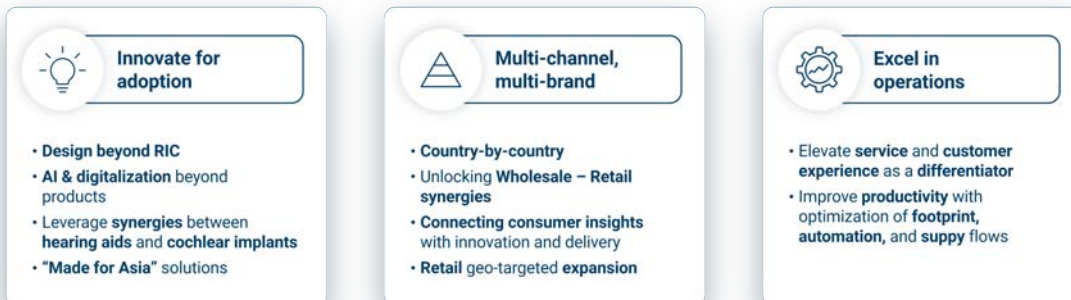 Innovate for
adoption
• Design beyond RIC
• AI & digitalization beyond
products
• Leverage synergies between
hearing aids and cochlear implants
• “Made for Asia” solutions
Multi-channel,
multi-brand
• Country-by-country
• Unlocking Wholesale – Retail
synergies
• Connecting consumer insights
with innovation and delivery
• Retail geo-targeted expansion
Excel in
operations
• Elevate service and customer
experience as a differentiator
• Improve productivity with
optimization of footprint,
automation, and suppy flows